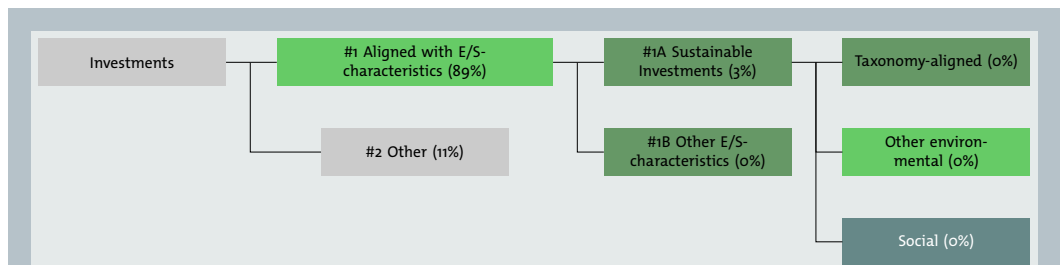 Investments
#1 Aligned with E/S-
characteristics (89%)
#1A Sustainable
Investments (3%)
Taxonomy-aligned (0%)
#2 Other (11%)
#1B Other E/S-
characteristics (0%)
Other environ-
mental (0%)
Social (0%)